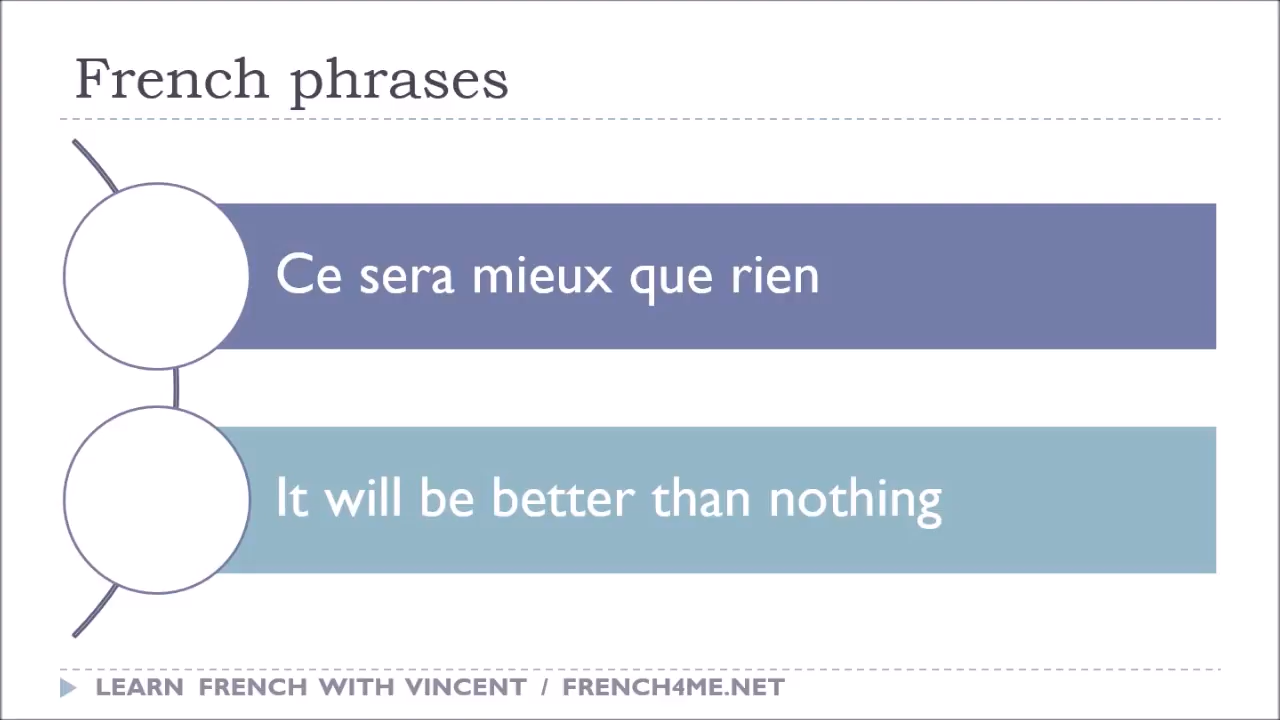 French phrases
Ce sera mieux que rien
It will be better than nothing
LEARN FRENCH WITH VINCENT / FRENCH4ME.NET